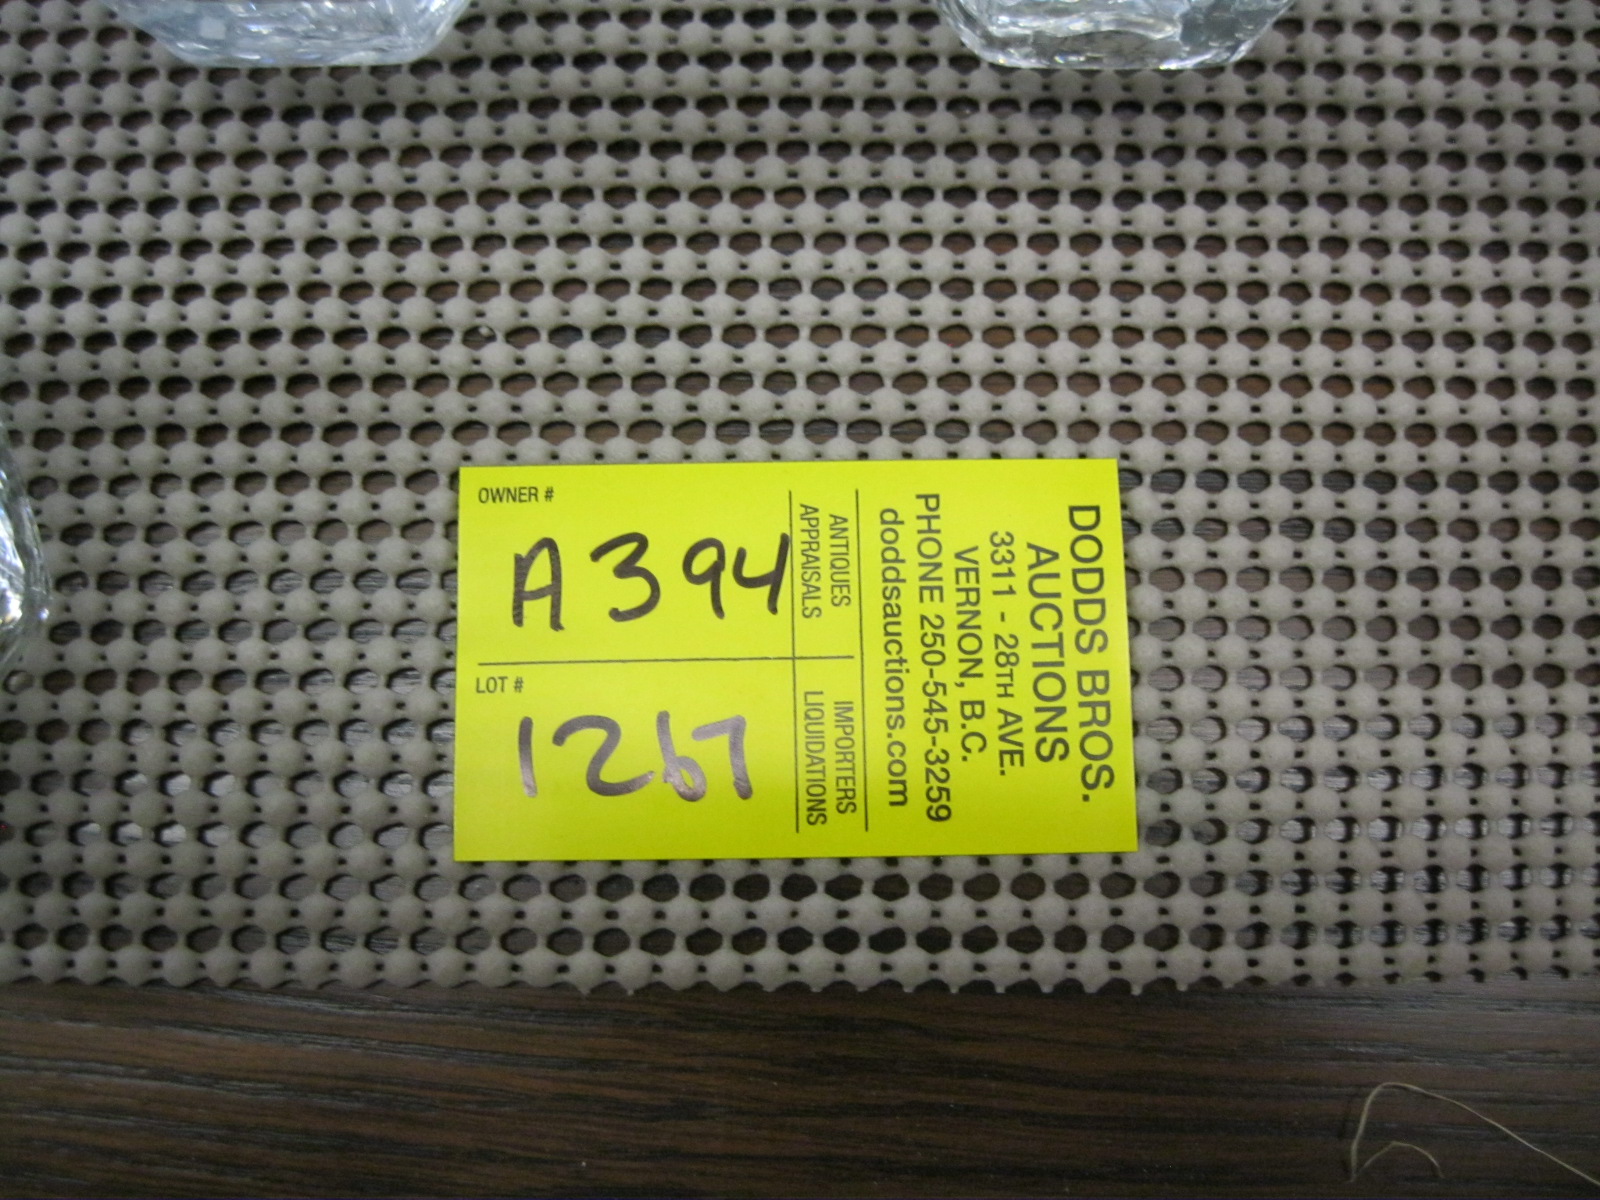 DODDS BROS.
AUCTIONS
3311 - 28TH AVE.
VERNON, B.C.
PHONE 250-545-3259
doddsauctions.com
ANTIQUES
APPRAISALS
IMPORTERS
LIQUIDATIONS
OWNER #
A394
LOT #
1267